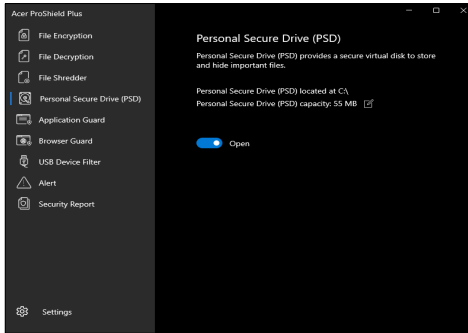 Acer ProShield Plus
File Encryption
File Decryption
File Shredder
Personal Secure Drive (PSD)
Application Guard
Browser Guard
USB Device Filter
Alert
Security Report
Settings
Personal Secure Drive (PSD)
Personal Secure Drive (PSD) provides a secure virtual disk to store
and hide important files.
Personal Secure Drive (PSD) located at C:\
Personal Secure Drive (PSD) capacity: 55 MB
Open